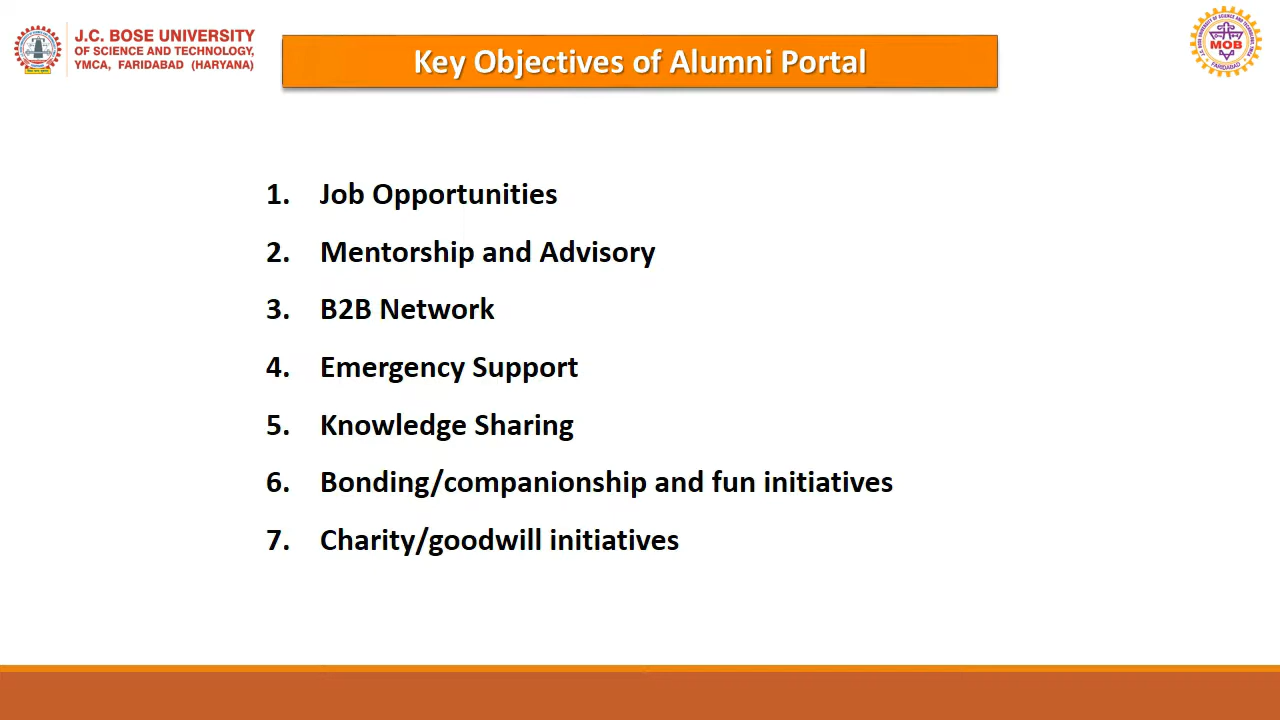 J.C. BOSE UNIVERSITY
OF SCIENCE AND TECHNOLOGY,
YMCA, FARIDABAD (HARYANA)
Key Objectives of Alumni Portal
MOB
FARIDABAD
1. Job Opportunities
2. Mentorship and Advisory
3. B2B Network
4. Emergency Support
5. Knowledge Sharing
6. Bonding/companionship and fun initiatives
7. Charity/goodwill initiatives